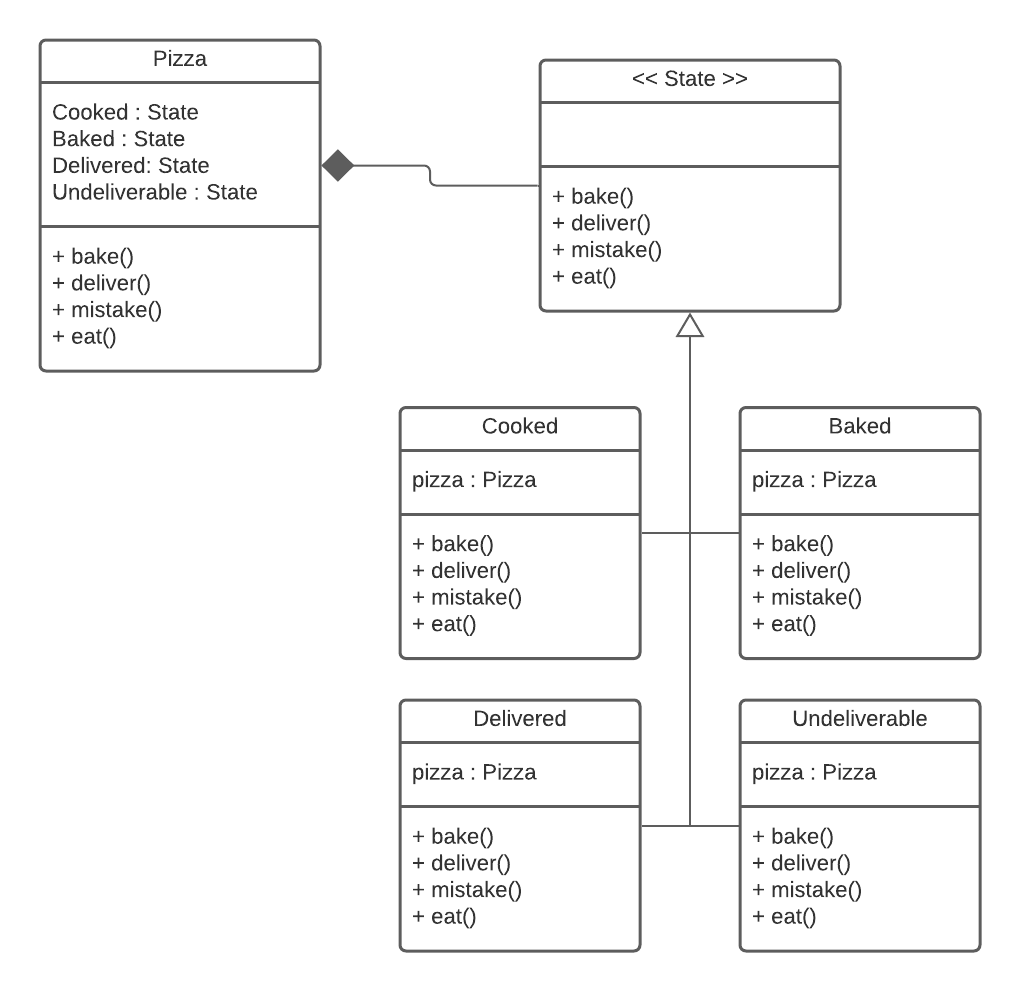 Pizza
Cooked : State
Baked : State
Delivered: State
Undeliverable : State
+ bake()
+ deliver()
+ mistake()
+ eat()
<< State >>
+ bake()
+ deliver()
+ mistake()
+ eat()
Cooked
pizza : Pizza
+ bake()
+ deliver()
+ mistake()
+ eat()
Baked
pizza : Pizza
+ bake()
+ deliver()
+ mistake()
+ eat()
Delivered
pizza : Pizza
+ bake()
+ deliver()
+ mistake()
+ eat()
Undeliverable
pizza : Pizza
+ bake()
+ deliver()
+ mistake()
+ eat()